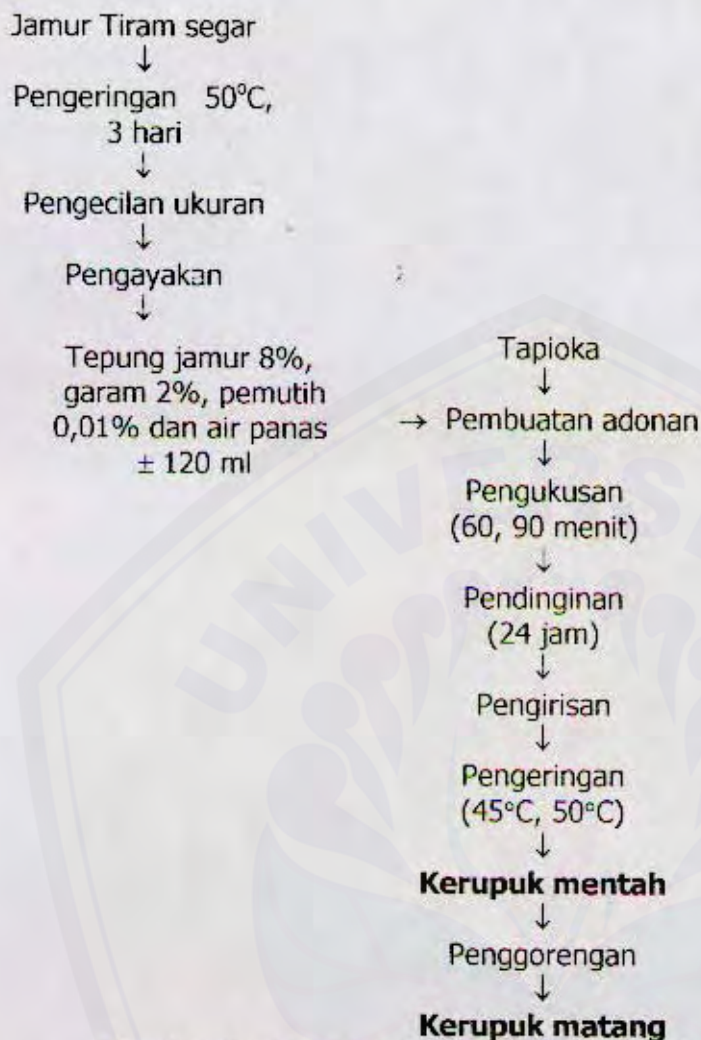 Jamur Tiram segar
↓
Pengeringan 50°C,
3 hari
↓
Pengecilan ukuran
↓
Pengayakan
↓
Tepung jamur 8%,
garam 2%, pemutih
0,01% dan air panas
± 120 ml
Tapioka
↓
→ Pembuatan adonan
↓
Pengukusan
(60, 90 menit)
↓
Pendinginan
(24 jam)
↓
Pengirisan
↓
Pengeringan
(45°C, 50°C)
↓
Kerupuk mentah
↓
Penggorengan
↓
Kerupuk matang
UNIVERSI